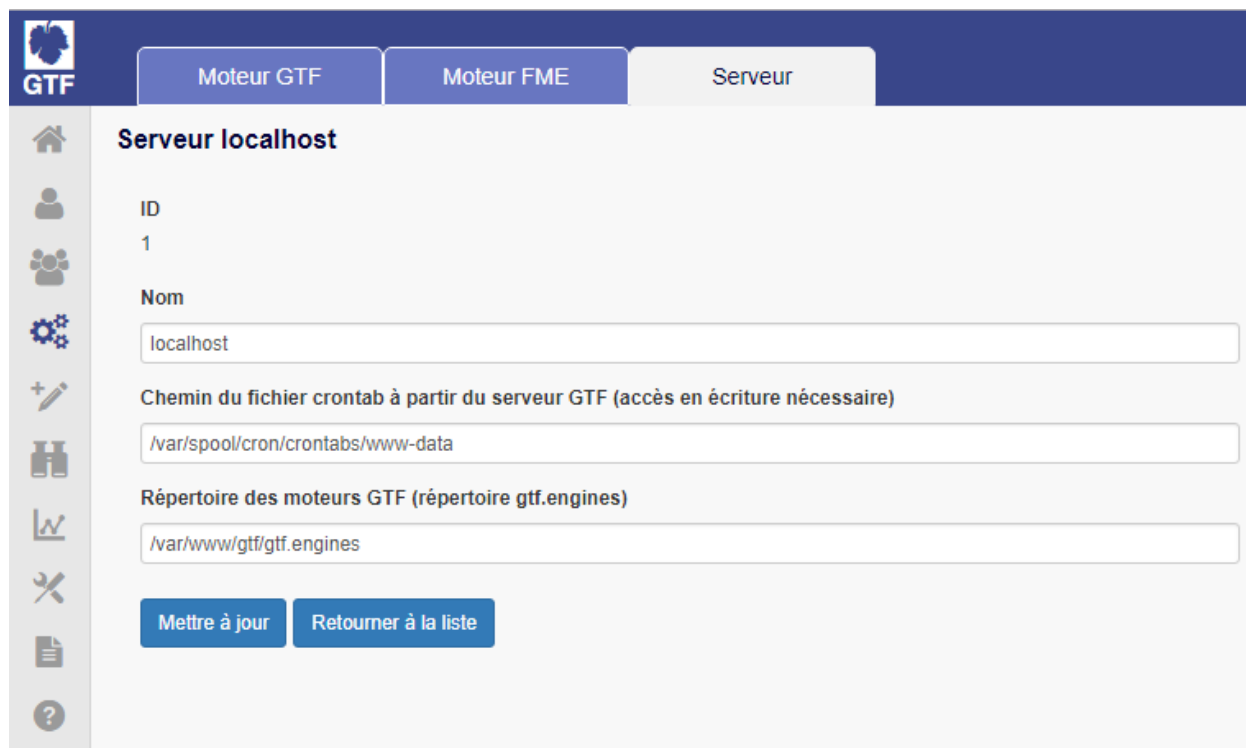 GTF
Moteur GTF
Moteur FME
Serveur
Serveur localhost
ID
1
Nom
localhost
Chemin du fichier crontab à partir du serveur GTF (accès en écriture nécessaire)
/var/spool/cron/crontabs/www-data
Répertoire des moteurs GTF (répertoire gtf.engines)
/var/www/gtf/gtf.engines
Mettre à jour
Retourner à la liste